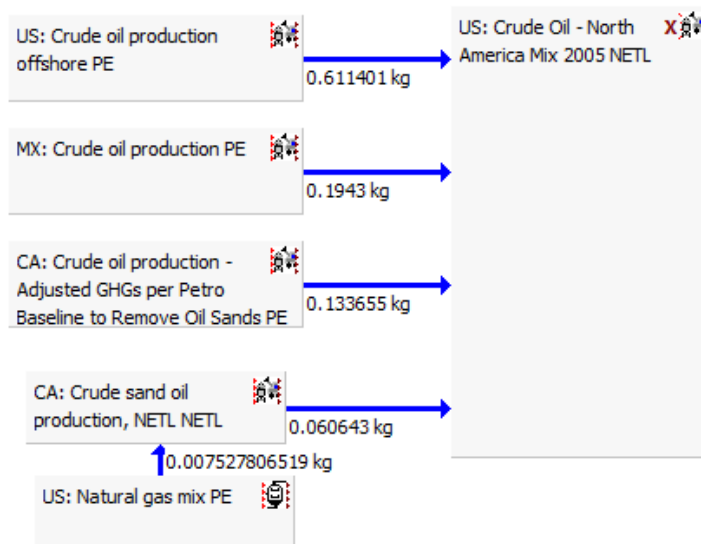 US: Crude oil production
offshore PE
0.611401 kg
US: Crude Oil - North
America Mix 2005 NETL
X
MX: Crude oil production PE
0.1943 kg
CA: Crude oil production -
Adjusted GHGs per Petro
Baseline to Remove Oil Sands PE
0.133655 kg
CA: Crude sand oil
production, NETL NETL
0.060643 kg
0.007527806519 kg
US: Natural gas mix PE